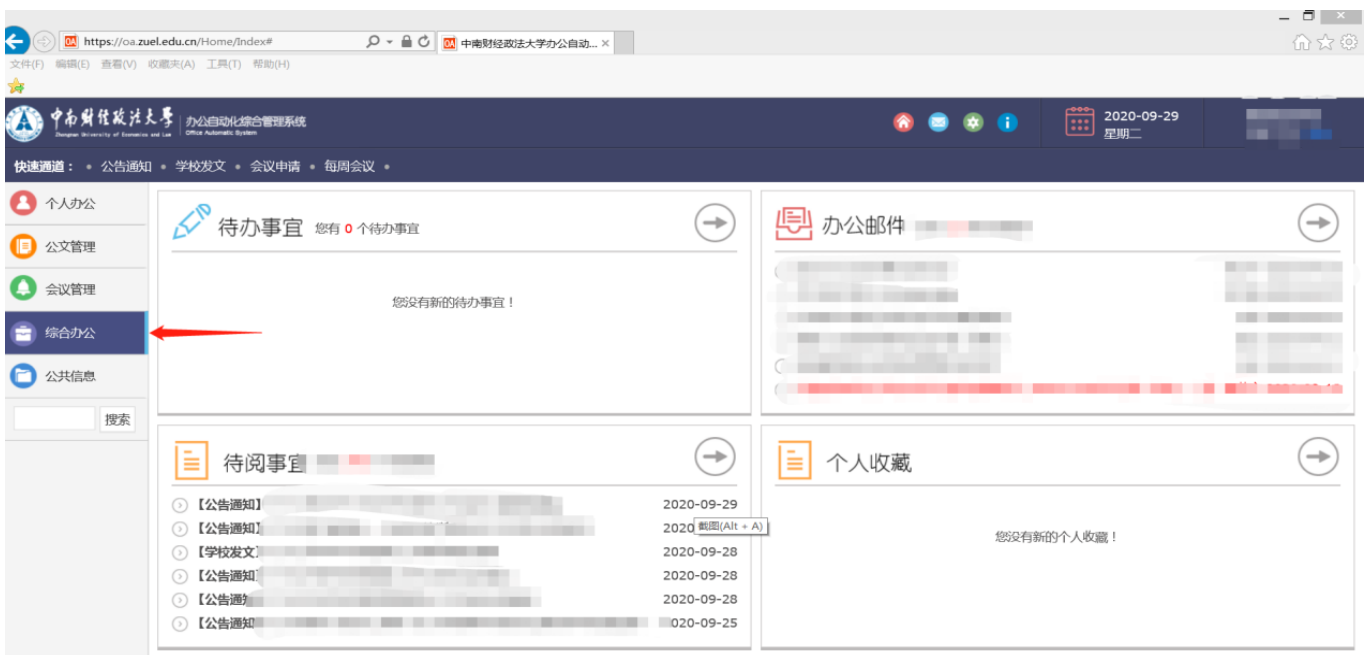 https://oa.zuel.edu.cn/Home/Index#
中南财经政法大学办公自动... ×
文件(F) 编辑(E) 查看(V) 收藏夹(A) 工具(T) 帮助(H)
中南财经政法大学
Zhongnan University of Economics and Law
办公自动化综合管理系统
Office Automatic System
2020-09-29
星期二
快速通道： • 公告通知 • 学校发文 • 会议申请 • 每周会议 •
个人办公
公文管理
会议管理
综合办公
公共信息
搜索
待办事宜 您有 0 个待办事宜
您没有新的待办事宜！
办公邮件
待阅事宜
【公告通知】 2020-09-29
【公告通知】 2020
截图(Alt + A)
【学校发文】 2020-09-28
【公告通知 2020-09-28
【公告通知 2020-09-28
【公告通知 020-09-25
个人收藏
您没有新的个人收藏！